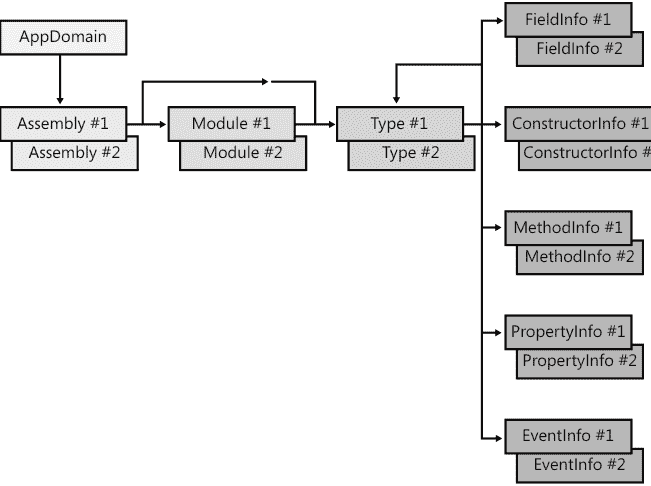 AppDomain
Assembly #1
Assembly #2
Module #1
Module #2
Type #1
Type #2
FieldInfo #1
FieldInfo #2
ConstructorInfo #1
ConstructorInfo #
MethodInfo #1
MethodInfo #2
PropertyInfo #1
PropertyInfo #2
EventInfo #1
EventInfo #2